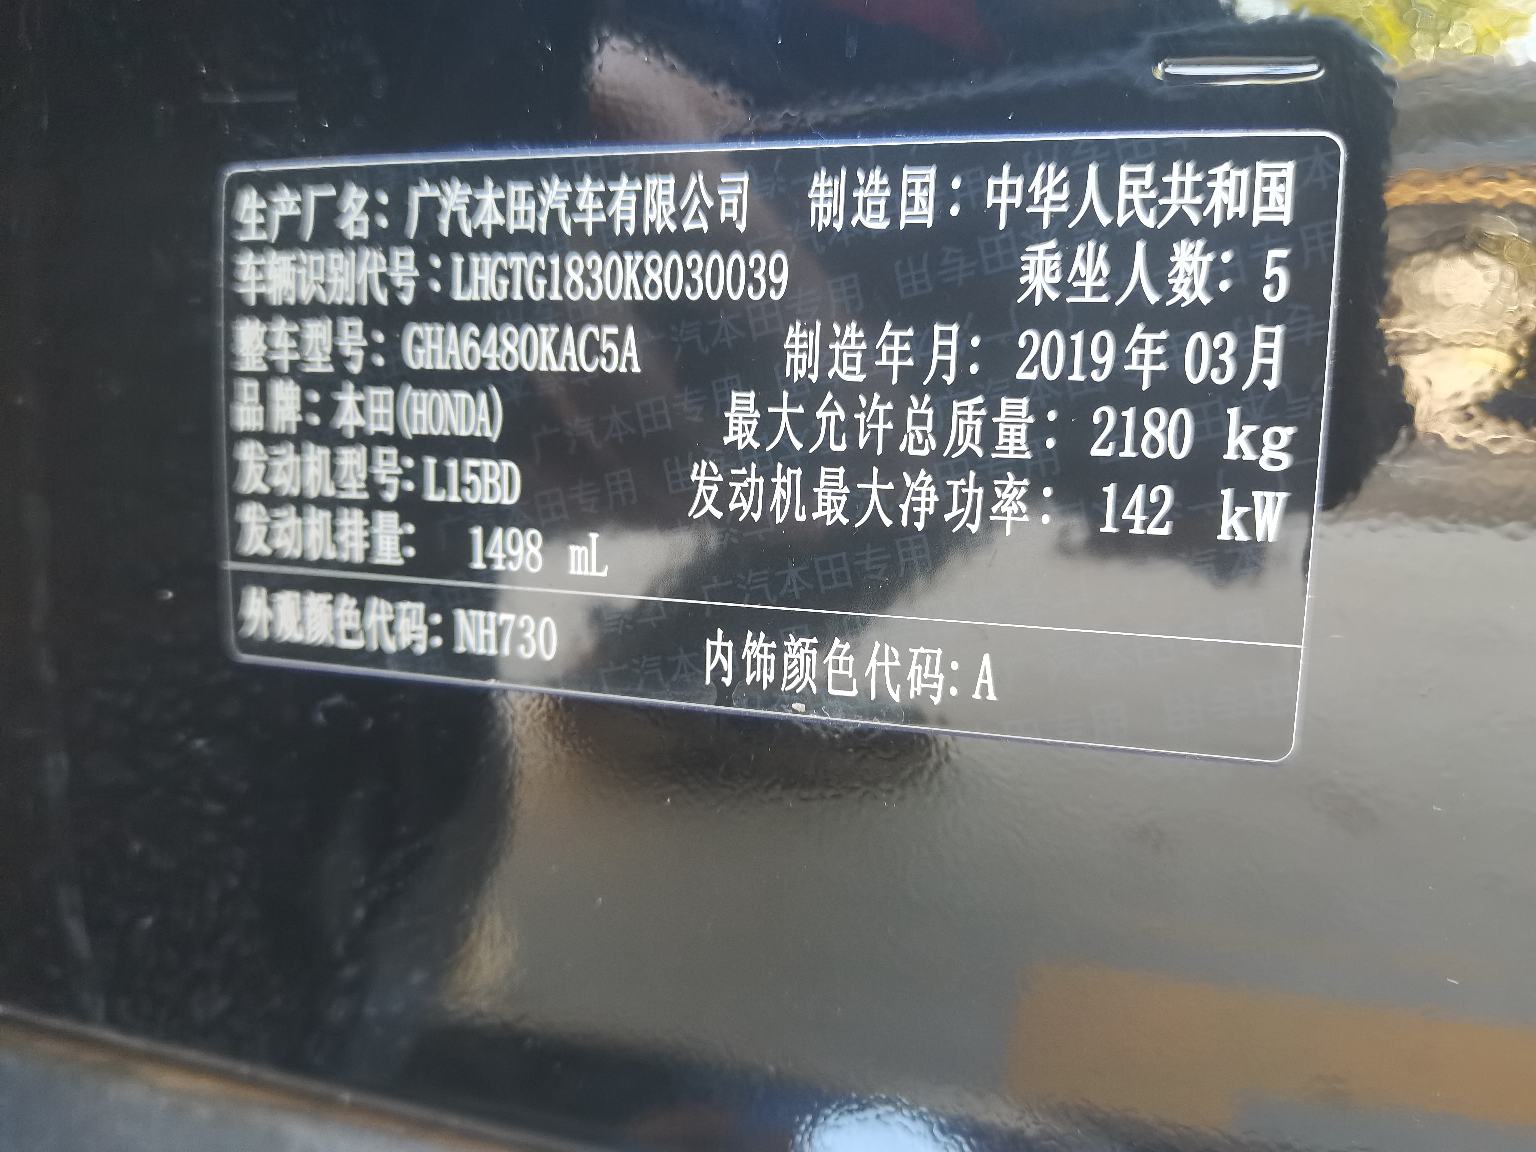 生产厂名：广汽本田汽车有限公司 制造国：中华人民共和国
车辆识别代号：LHGTG1830K8030039 乘坐人数：5
整车型号：GHA6480KAC5A 制造年月：2019年03月
品牌：本田(HONDA) 最大允许总质量：2180 kg
发动机型号：L15BD 发动机最大净功率：142 kW
发动机排量： 1498 mL
外观颜色代码：NH730 内饰颜色代码：A